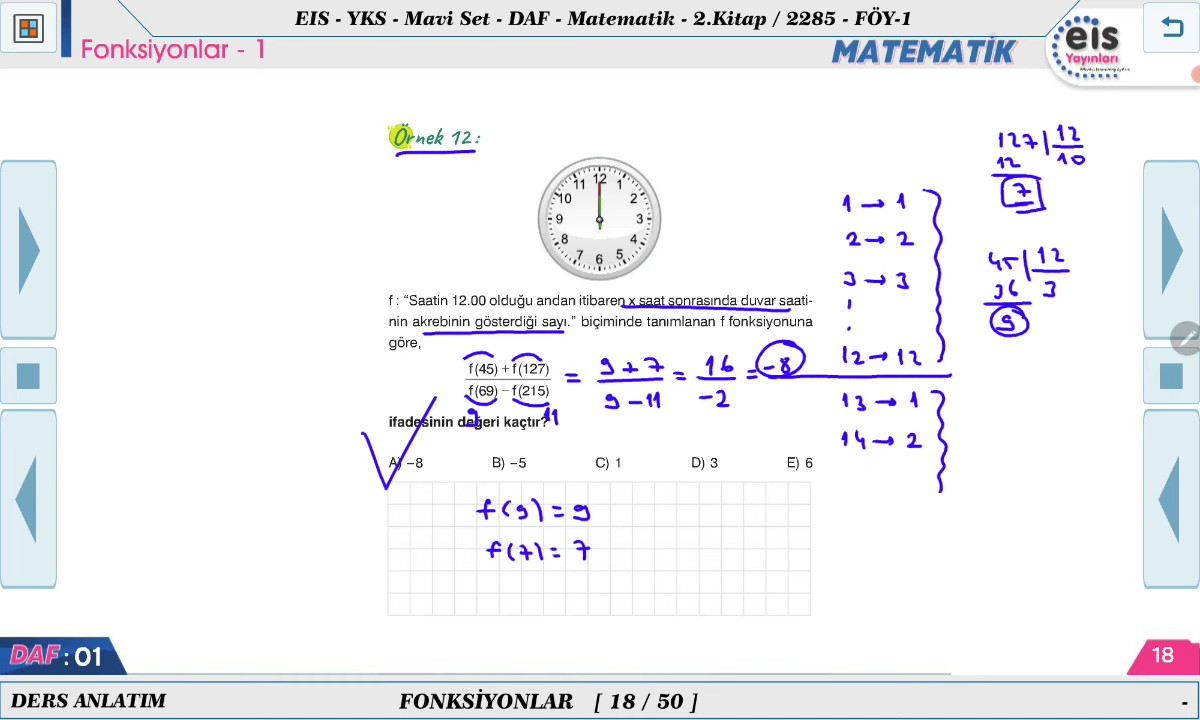 EIS - YKS - Mavi Set - DAF - Matematik - 2.Kitap / 2285 - FÖY-1
Fonksiyonlar - 1
MATEMATİK
eis
Yayınları
Örnek 12:
12
1
2
3
4
5
6
7
8
9
10
11
f : “Saatin 12.00 olduğu andan itibaren x saat sonrasında duvar saati-
nin akrebinin gösterdiği sayı.” biçiminde tanımlanan f fonksiyonuna
göre,
f(45) + f(127)
f(69) − f(215)
9 11
= 9 + 7 / 9 − 11 = 16 / −2 = −8
ifadesinin değeri kaçtır?
A) −8 B) −5 C) 1 D) 3 E) 6
f(9) = 9
f(7) = 7
1 → 1
2 → 2
3 → 3
12 → 12
13 → 1
14 → 2
127 | 12
12 10
7
45 | 12
36 3
9
DAF : 01
18
DERS ANLATIM
FONKSİYONLAR [ 18 / 50 ]
-